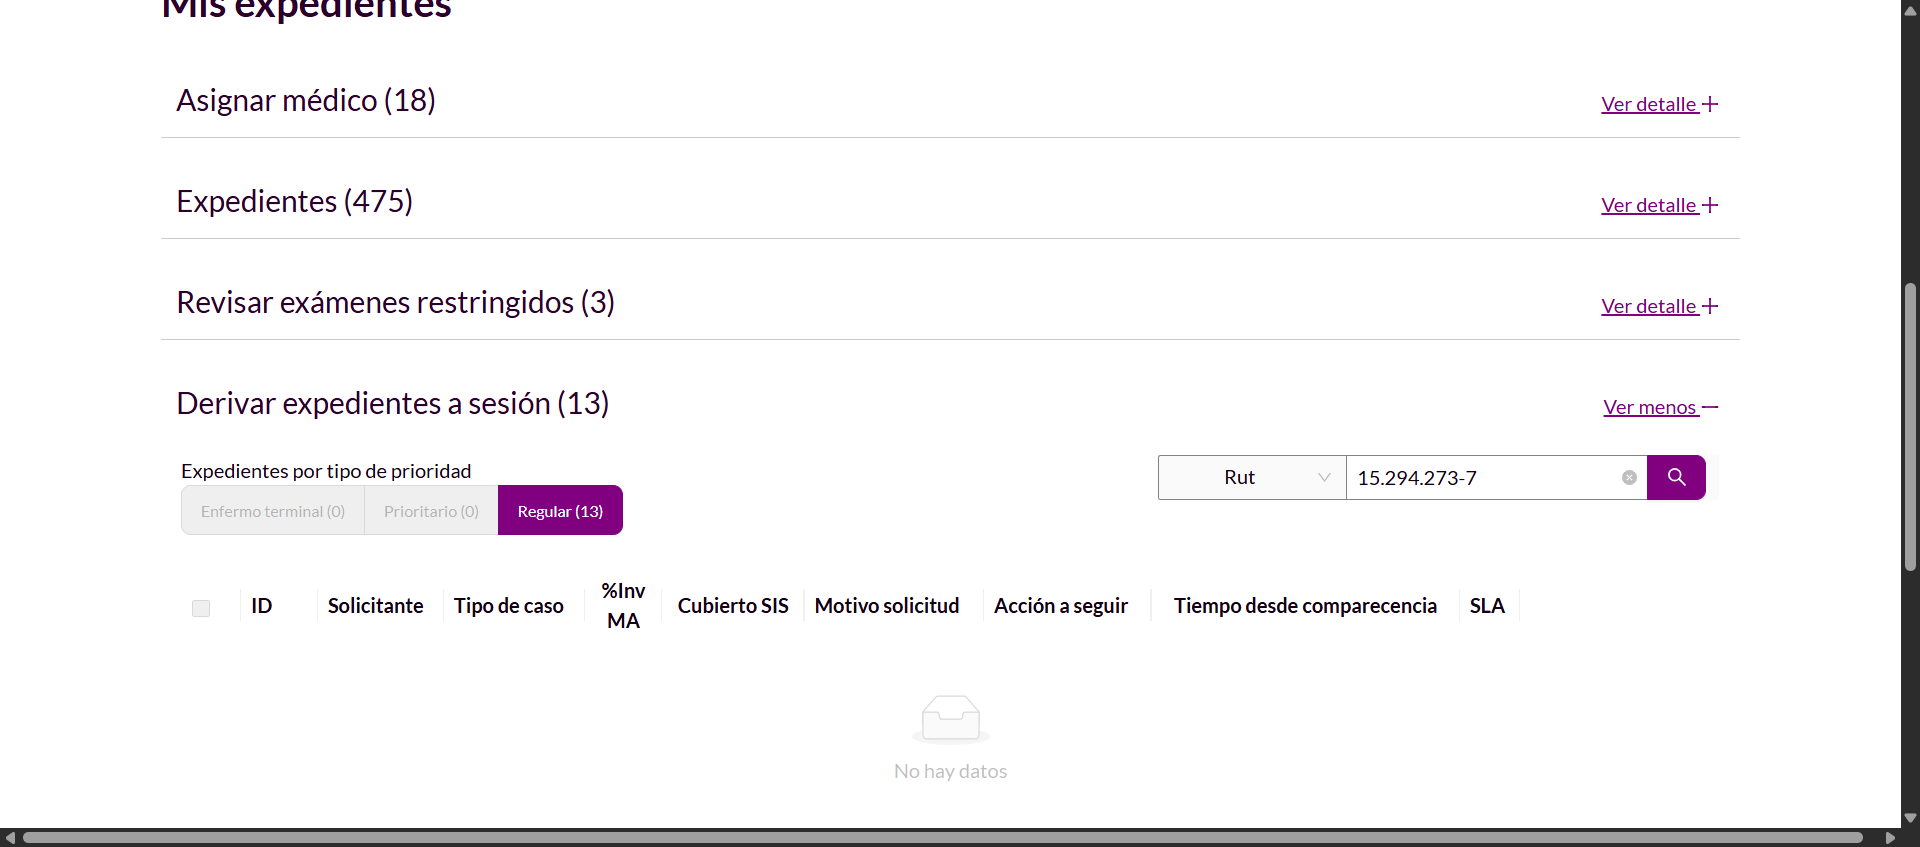 Mis expedientes
Asignar médico (18)
Ver detalle
Expedientes (475)
Ver detalle
Revisar exámenes restringidos (3)
Ver detalle
Derivar expedientes a sesión (13)
Ver menos
Expedientes por tipo de prioridad
Enfermo terminal (0) Prioritario (0) Regular (13)
Rut 15.294.273-7
ID Solicitante Tipo de caso %Inv MA Cubierto SIS Motivo solicitud Acción a seguir Tiempo desde comparecencia SLA
No hay datos